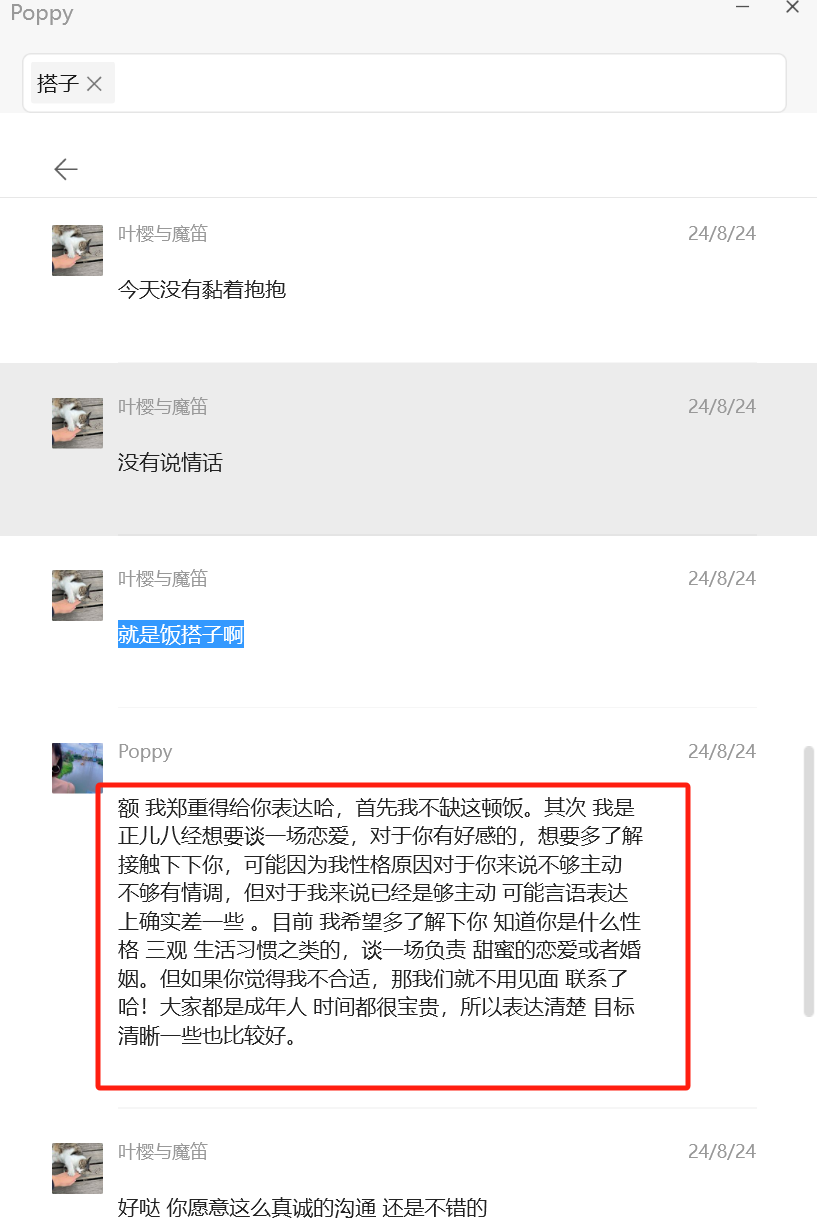 Poppy
搭子
叶樱与魔笛
24/8/24
今天没有黏着抱抱
叶樱与魔笛
24/8/24
没有说情话
叶樱与魔笛
24/8/24
就是饭搭子啊
Poppy
24/8/24
额 我郑重得给你表达哈，首先我不缺这顿饭。其次 我是
正儿八经想要谈一场恋爱，对于你有好感的，想要多了解
接触下下你，可能因为我性格原因对于你来说不够主动
不够有情调，但对于我来说已经是够主动 可能言语表达
上确实差一些 。目前 我希望多了解下你 知道你是什么性
格 三观 生活习惯之类的，谈一场负责 甜蜜的恋爱或者婚
姻。但如果你觉得我不合适，那我们就不用见面 联系了
哈！大家都是成年人 时间都很宝贵，所以表达清楚 目标
清晰一些也比较好。
叶樱与魔笛
24/8/24
好哒 你愿意这么真诚的沟通 还是不错的